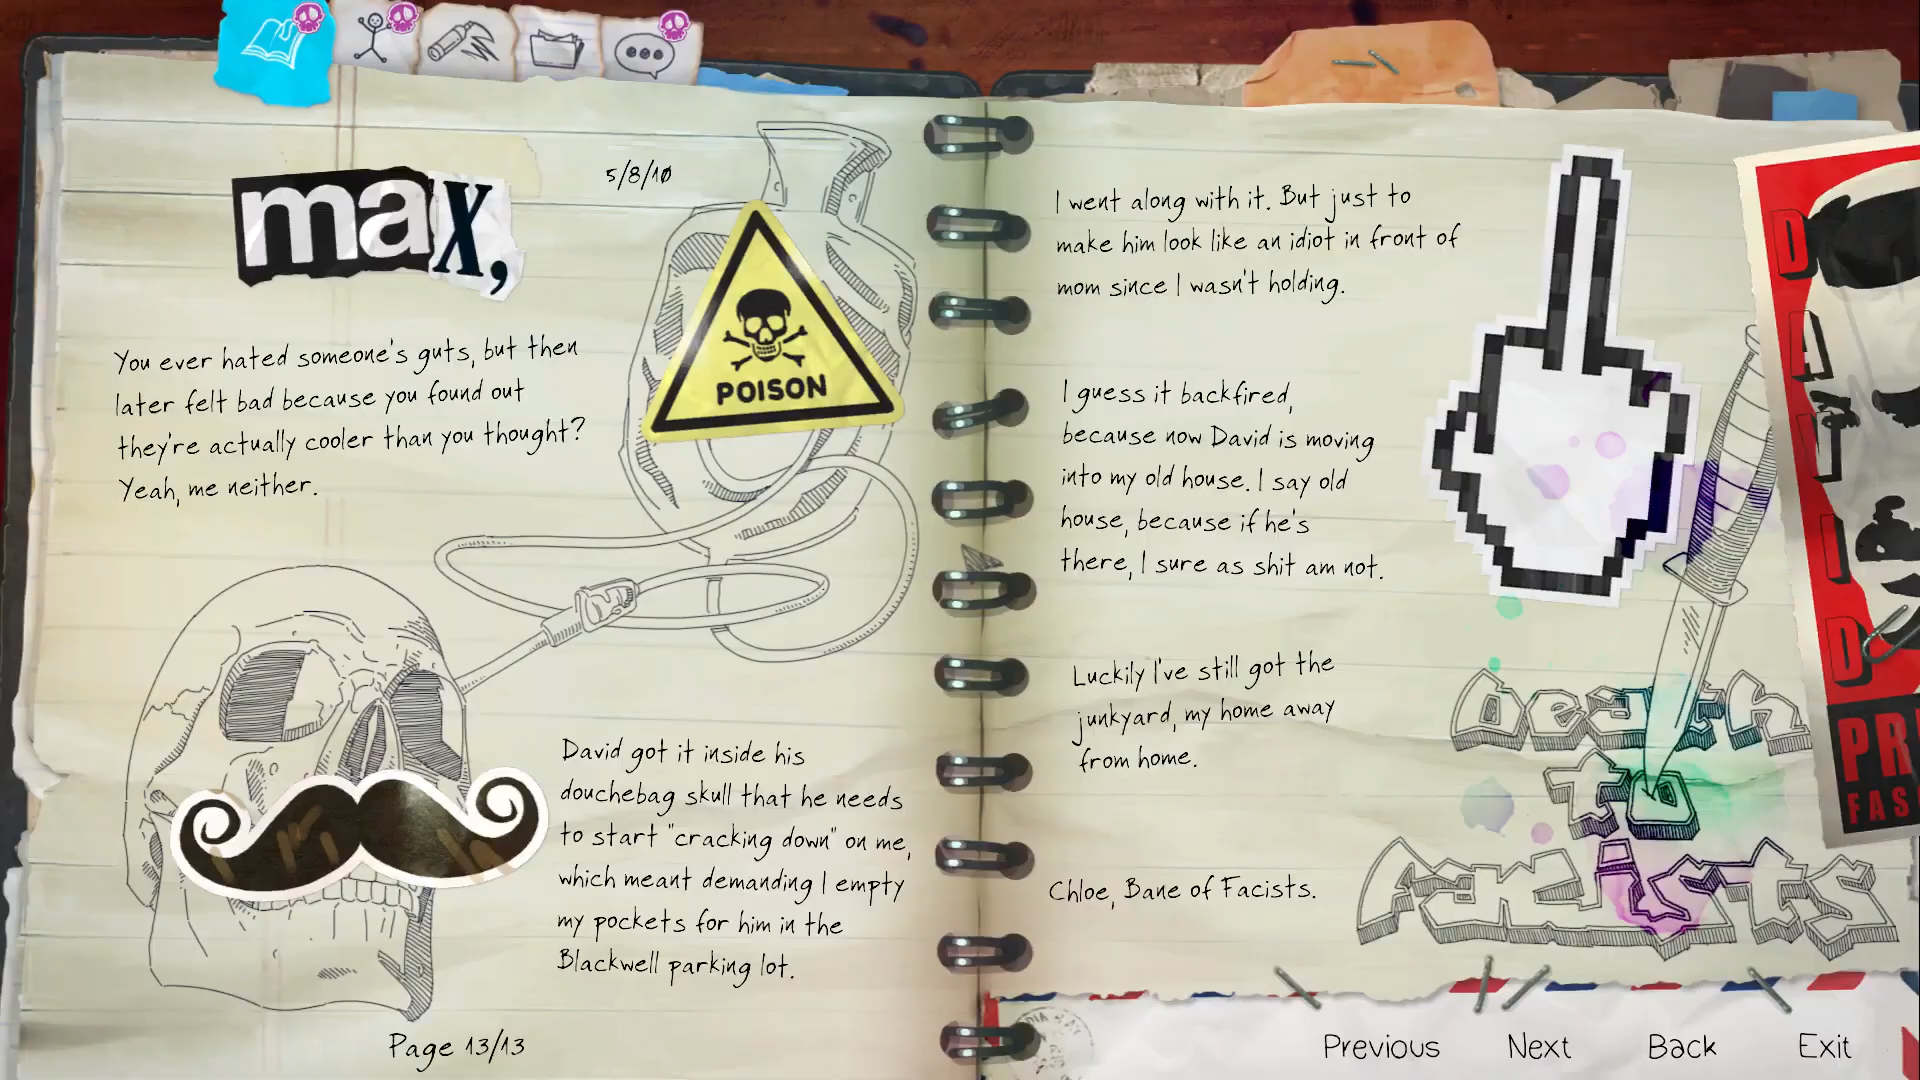 max,
5/8/10
POISON
You ever hated someone's guts, but then
later felt bad because you found out
they're actually cooler than you thought?
Yeah, me neither.
David got it inside his
douchebag skull that he needs
to start "cracking down" on me,
which meant demanding I empty
my pockets for him in the
Blackwell parking lot.
Page 13/13
I went along with it. But just to
make him look like an idiot in front of
mom since I wasn't holding.
I guess it backfired,
because now David is moving
into my old house. I say old
house, because if he's
there, I sure as shit am not.
Luckily I've still got the
junkyard, my home away
from home.
Chloe, Bane of Facists.
Death
to
Fascists
DAVID
Previous Next Back Exit